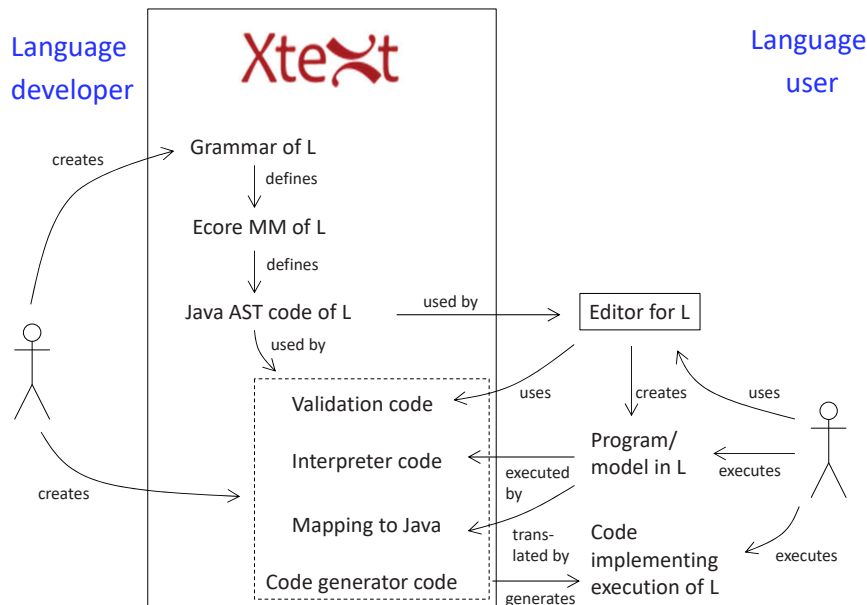 Language
developer
Xtext
Language
user
creates
Grammar of L
defines
Ecore MM of L
defines
Java AST code of L
used by
Editor for L
used by
Validation code
uses
creates
uses
Interpreter code
executed
by
Program/
model in L
executes
creates
Mapping to Java
trans-
lated by
Code
implementing
execution of L
executes
Code generator code
generates